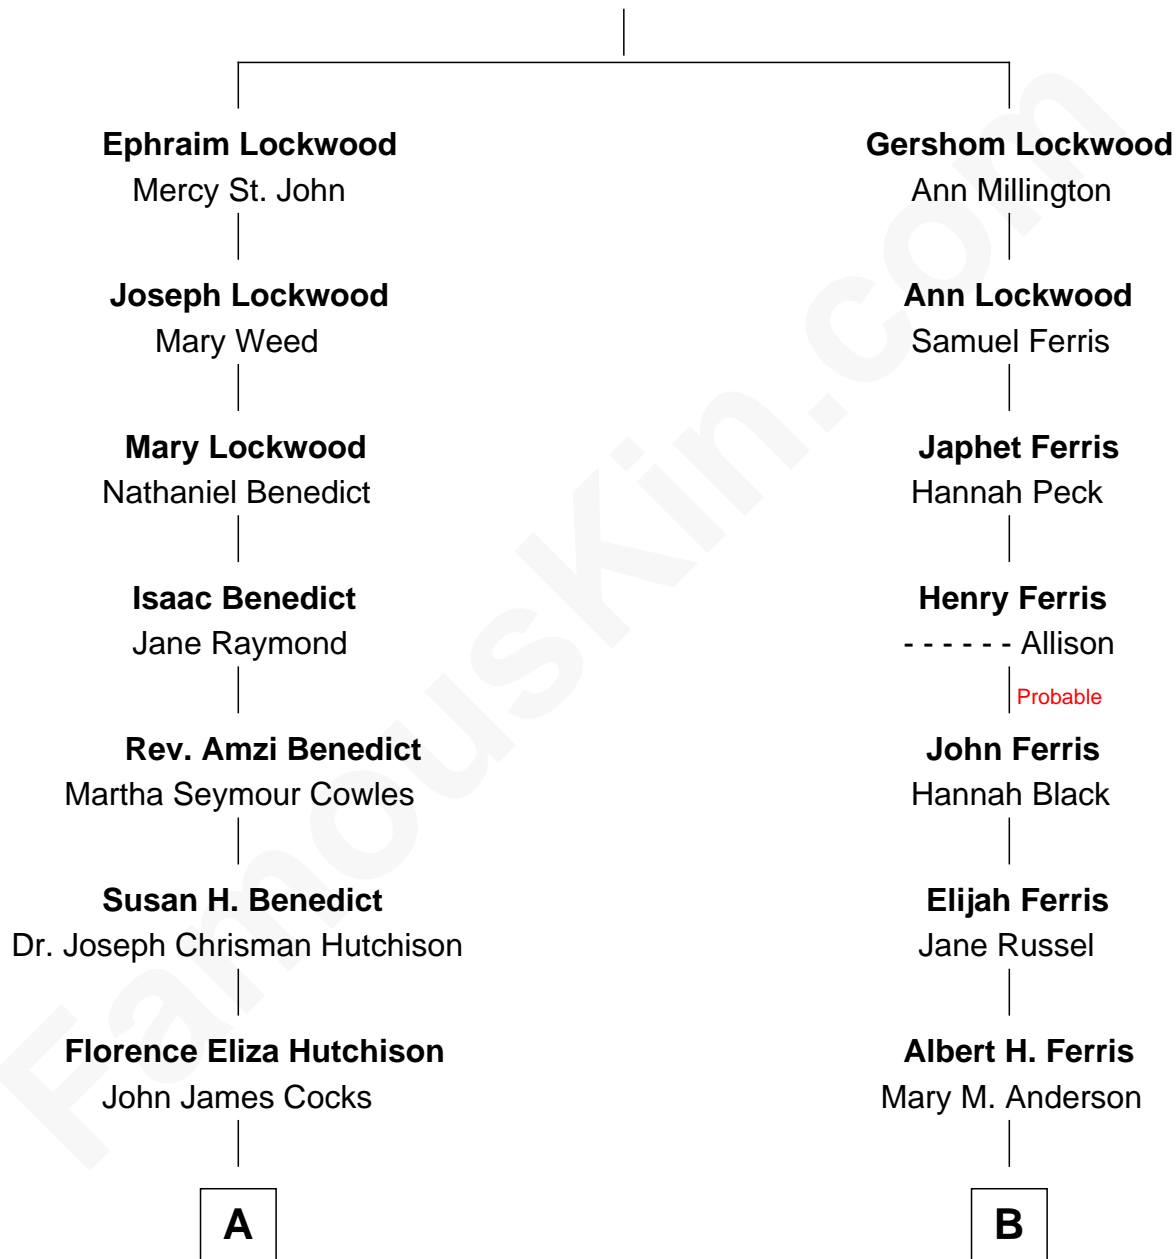 Ephraim Lockwood
Mercy St. John
Joseph Lockwood
Mary Weed
Mary Lockwood
Nathaniel Benedict
Isaac Benedict
Jane Raymond
Rev. Amzi Benedict
Martha Seymour Cowles
Susan H. Benedict
Dr. Joseph Chrisman Hutchison
Florence Eliza Hutchison
John James Cocks
A
Gershom Lockwood
Ann Millington
Ann Lockwood
Samuel Ferris
Japhet Ferris
Hannah Peck
Henry Ferris
- - - - - - Allison
Probable
John Ferris
Hannah Black
Elijah Ferris
Jane Russel
Albert H. Ferris
Mary M. Anderson
B
FamousKin.com